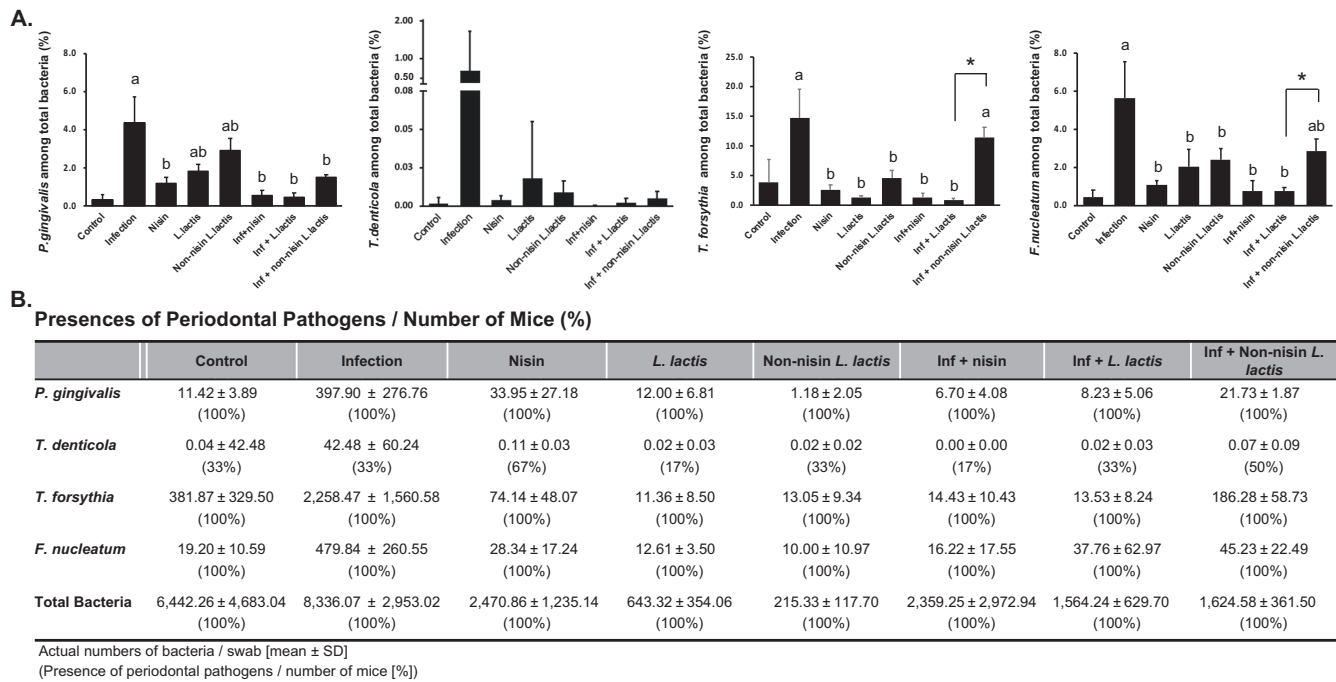 A.
P.gingivalis among total bacteria (%)
8.0
6.0
4.0
2.0
0.0
a
b
ab
ab
b
b
b
Control
Infection
Nisin
L.lactis
Non-nisin L.lactis
Inf+nisin
Inf + L.lactis
Inf + non-nisin L.lactis
T.denticola among total bacteria (%)
2.00
1.00
0.50
0.08
0.05
0.03
0.00
Control
Infection
Nisin
L.lactis
Non-nisin L.lactis
Inf+nisin
Inf + L.lactis
Inf + non-nisin L.lactis
T. forsythia among total bacteria (%)
25.0
20.0
15.0
10.0
5.0
0.0
a
b
b
b
b
b
a
*
Control
Infection
Nisin
L.lactis
Non-nisin L.lactis
Inf+nisin
Inf + L.lactis
Inf + non-nisin L.lactis
F.nucleatum among total bacteria (%)
8.0
6.0
4.0
2.0
0.0
a
b
b
b
b
b
ab
*
Control
Infection
Nisin
L.lactis
Non-nisin L.lactis
Inf+nisin
Inf + L.lactis
Inf + non-nisin L.lactis
B.
Presences of Periodontal Pathogens / Number of Mice (%)
Control Infection Nisin L. lactis Non-nisin L. lactis Inf + nisin Inf + L. lactis Inf + Non-nisin L.
lactis
P. gingivalis 11.42 ± 3.89 397.90 ± 276.76 33.95 ± 27.18 12.00 ± 6.81 1.18 ± 2.05 6.70 ± 4.08 8.23 ± 5.06 21.73 ± 1.87
(100%) (100%) (100%) (100%) (100%) (100%) (100%) (100%)
T. denticola 0.04 ± 42.48 42.48 ± 60.24 0.11 ± 0.03 0.02 ± 0.03 0.02 ± 0.02 0.00 ± 0.00 0.02 ± 0.03 0.07 ± 0.09
(33%) (33%) (67%) (17%) (33%) (17%) (33%) (50%)
T. forsythia 381.87 ± 329.50 2,258.47 ± 1,560.58 74.14 ± 48.07 11.36 ± 8.50 13.05 ± 9.34 14.43 ± 10.43 13.53 ± 8.24 186.28 ± 58.73
(100%) (100%) (100%) (100%) (100%) (100%) (100%) (100%)
F. nucleatum 19.20 ± 10.59 479.84 ± 260.55 28.34 ± 17.24 12.61 ± 3.50 10.00 ± 10.97 16.22 ± 17.55 37.76 ± 62.97 45.23 ± 22.49
(100%) (100%) (100%) (100%) (100%) (100%) (100%) (100%)
Total Bacteria 6,442.26 ± 4,683.04 8,336.07 ± 2,953.02 2,470.86 ± 1,235.14 643.32 ± 354.06 215.33 ± 117.70 2,359.25 ± 2,972.94 1,564.24 ± 629.70 1,624.58 ± 361.50
(100%) (100%) (100%) (100%) (100%) (100%) (100%) (100%)
Actual numbers of bacteria / swab [mean ± SD]
(Presence of periodontal pathogens / number of mice [%])